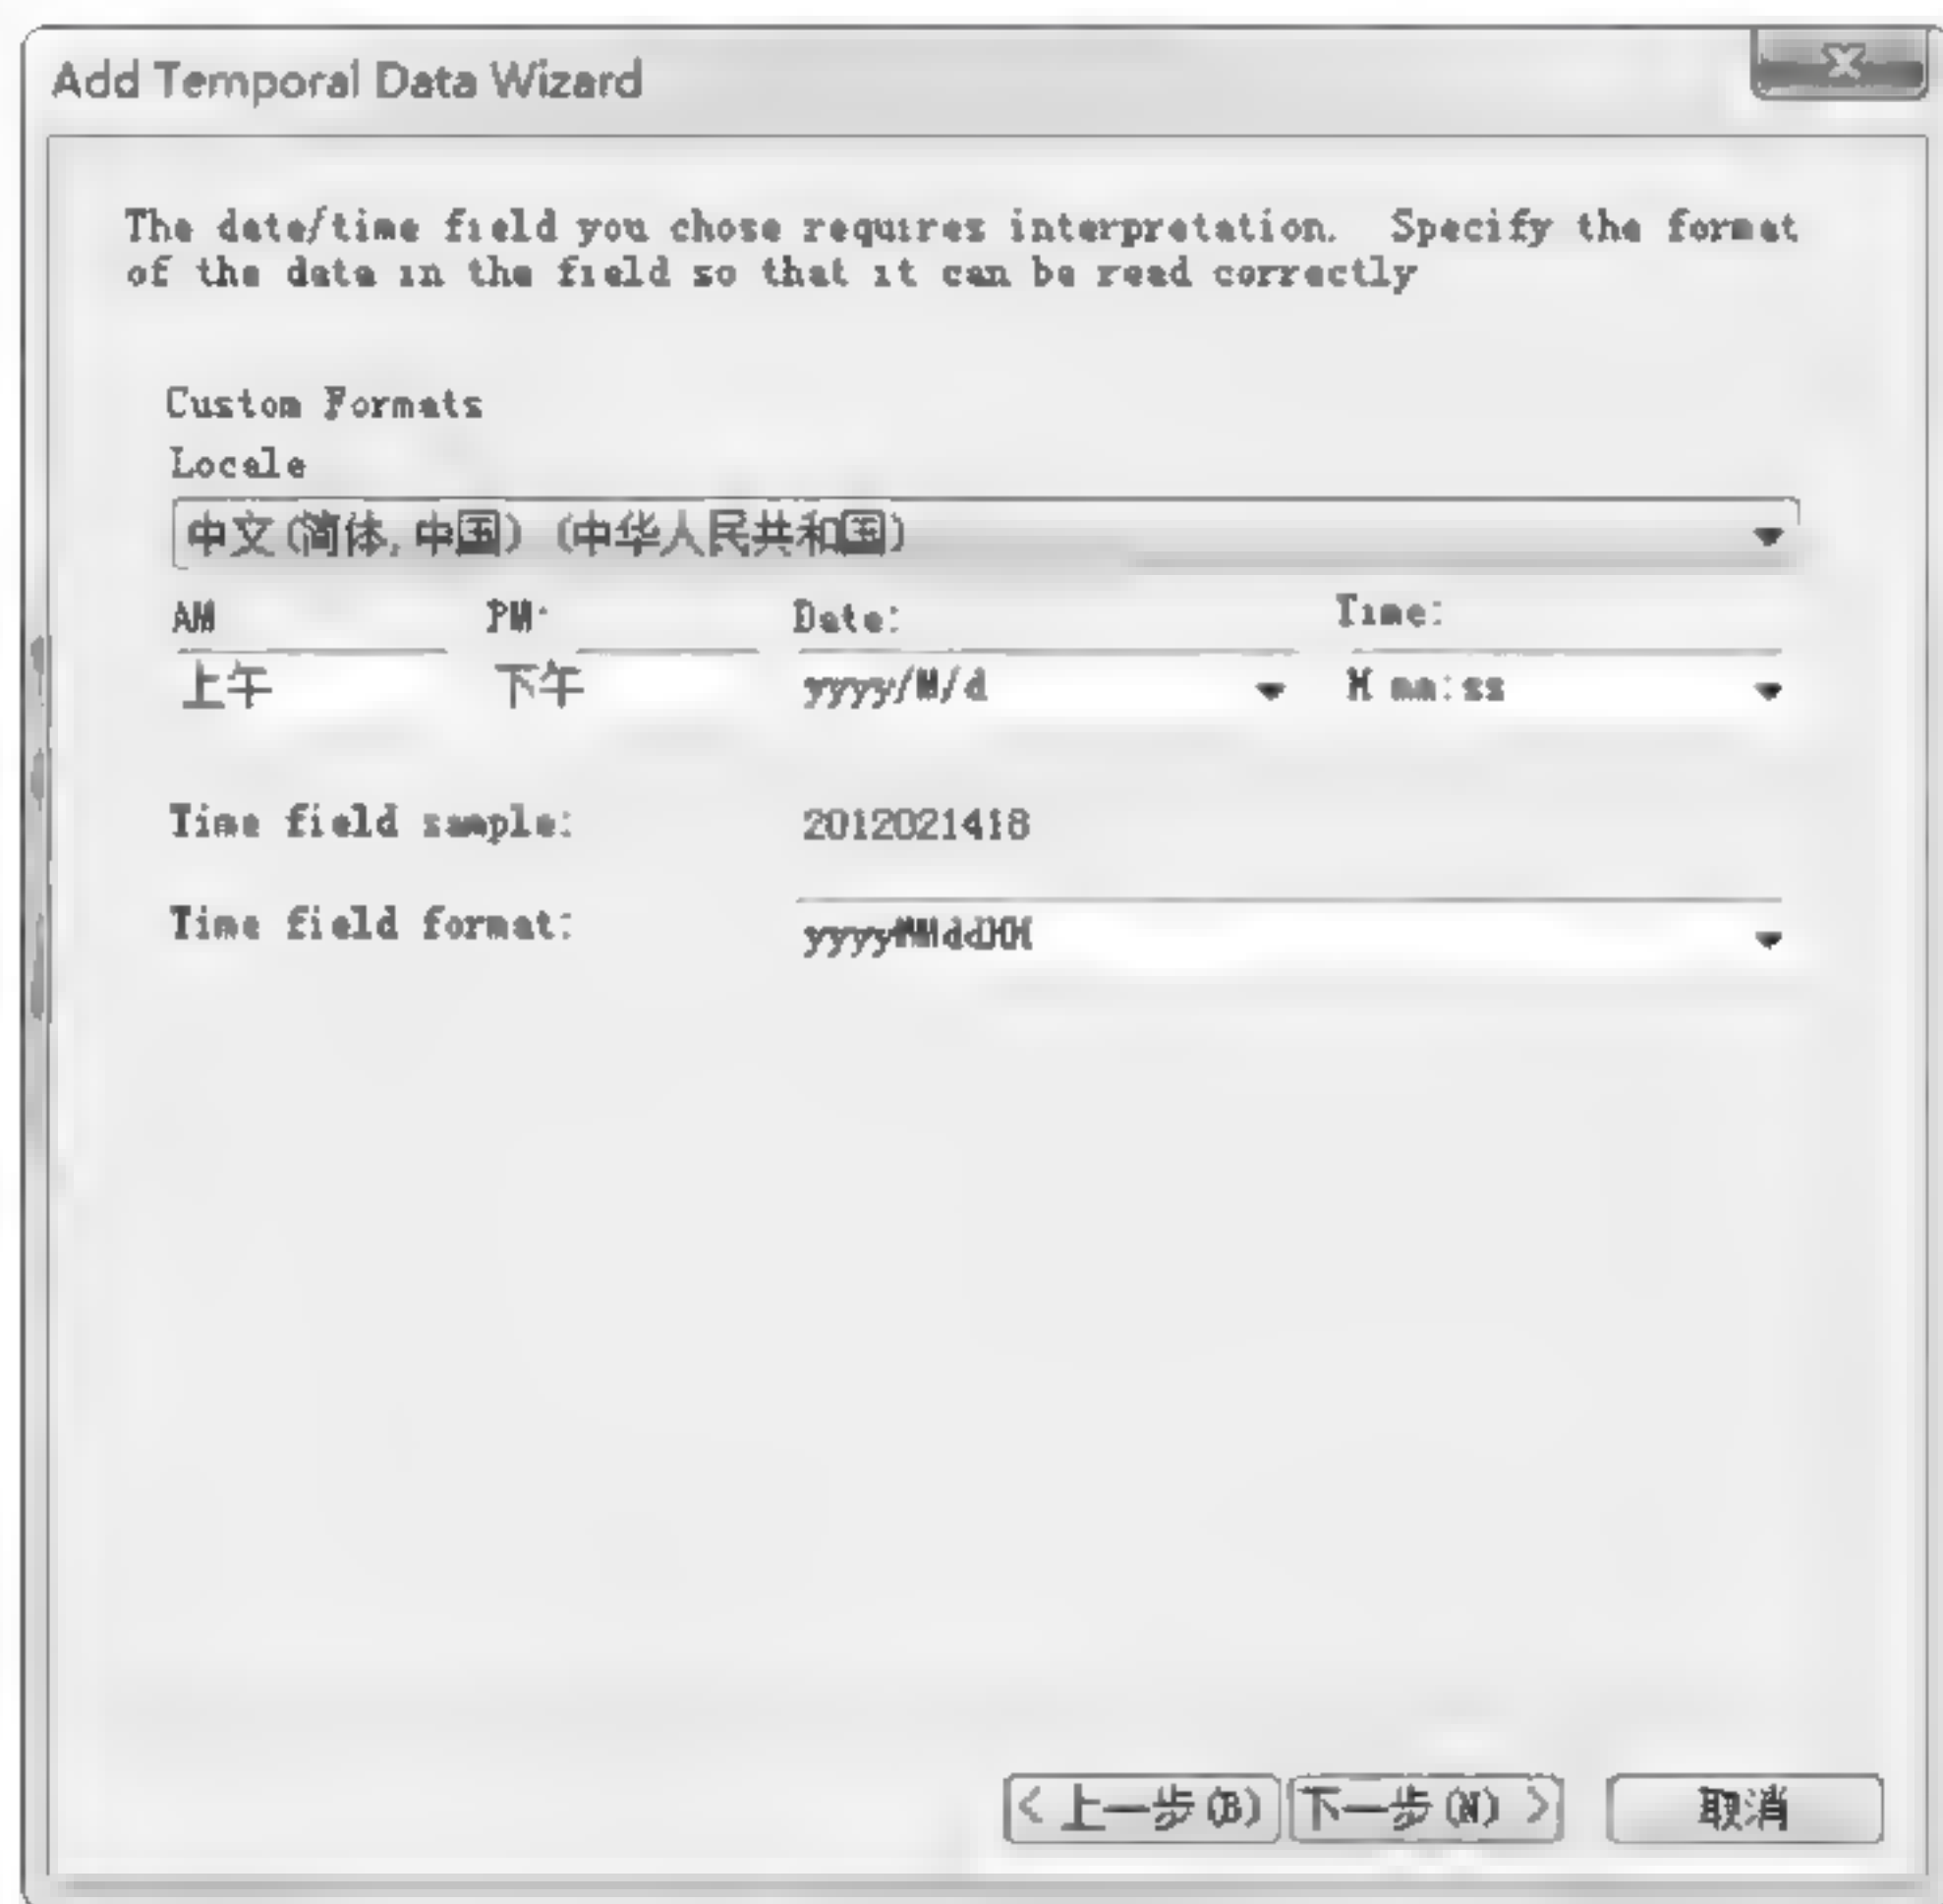 Add Temporal Data Wizard
The date/time field you chose requires interpretation. Specify the format
of the data in the field so that it can be read correctly
Custom Formats
Locale
中文(简体, 中国) (中华人民共和国)
AM PM: Date: Time:
上午 下午 yyyy/M/d H:mm:ss
Time field sample: 2012021418
Time field format: yyyyMMddHH
< 上一步(B) 下一步(N) > 取消